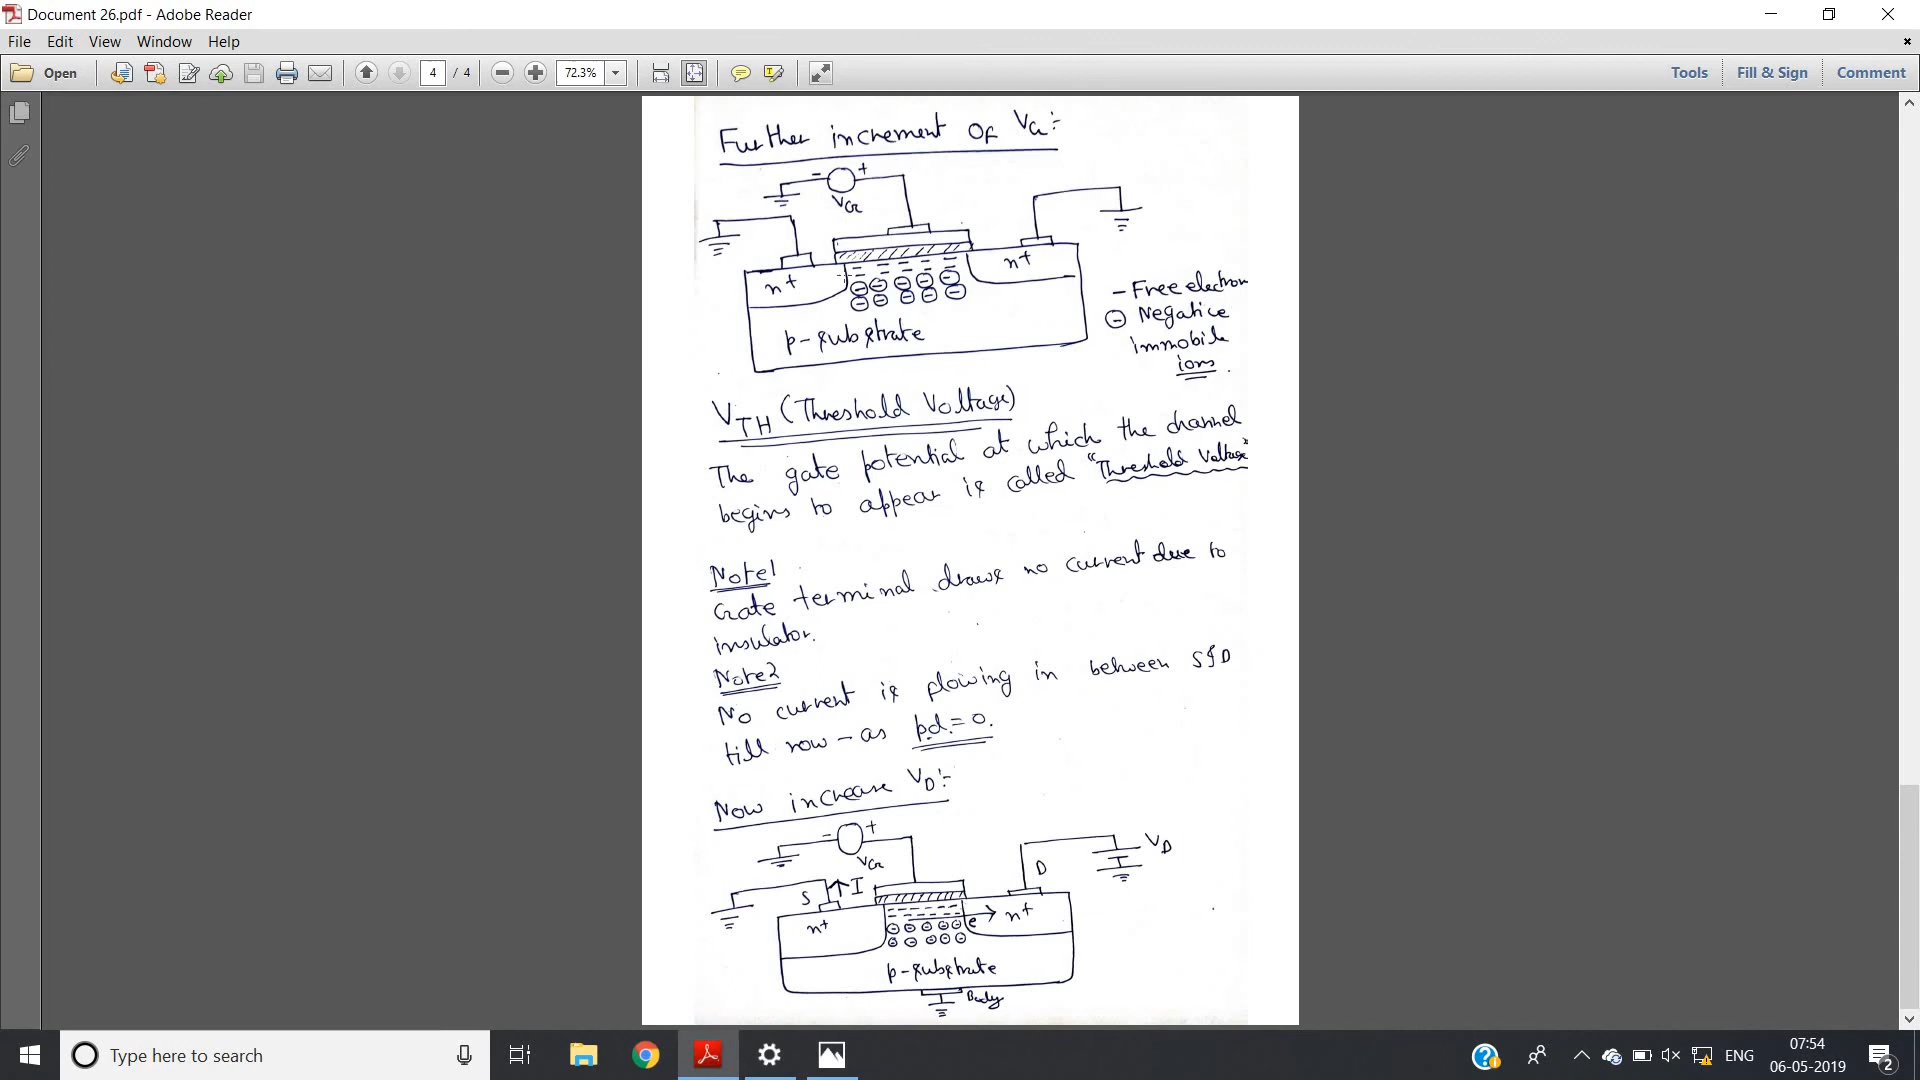 Document 26.pdf - Adobe Reader
File Edit View Window Help
Open 4 / 4 72.3% Tools Fill & Sign Comment
Further increment of VG :-
- +
VG
n+ n+
p-substrate
- Free electron
⊖ Negative
immobile
ions.
VTH (Threshold Voltage)
The gate potential at which the channel
begins to appear is called "Threshold Voltage"
Note1
Gate terminal draws no current due to
insulator.
Note2
No current is flowing in between S & D
till now - as p.d. = 0.
Now increase VD :-
- +
VG
VD
S I D
n+ e n+
p-substrate
Body
Type here to search
ENG
07:54
06-05-2019
2